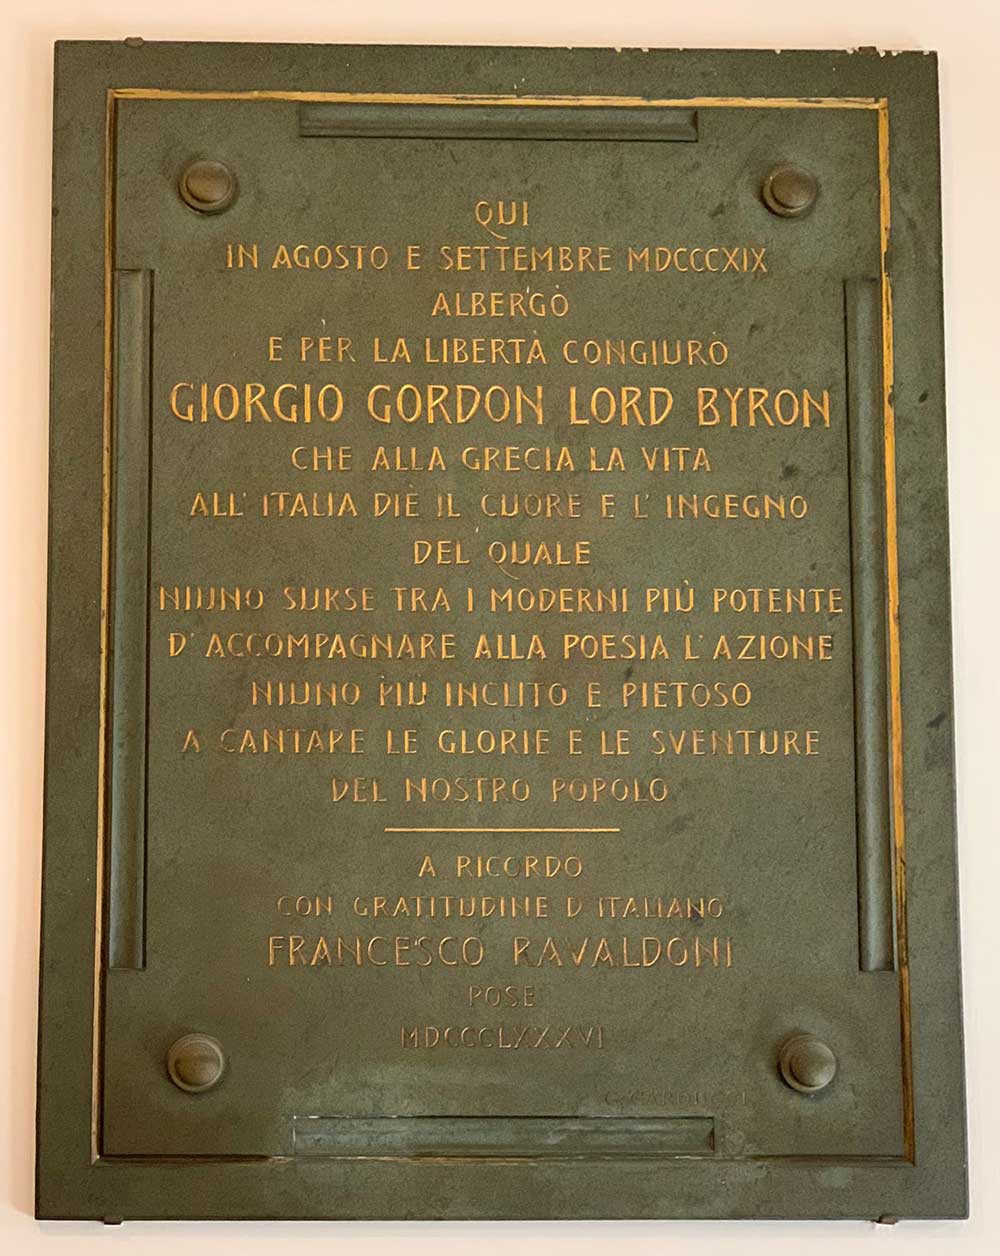 QUI
IN AGOSTO E SETTEMBRE MDCCCXIX
ALBERGÒ
E PER LA LIBERTÀ CONGIURÒ
GIORGIO GORDON LORD BYRON
CHE ALLA GRECIA LA VITA
ALL' ITALIA DIÈ IL CUORE E L' INGEGNO
DEL QUALE
NIUNO SURSE TRA I MODERNI PIÙ POTENTE
D' ACCOMPAGNARE ALLA POESIA L'AZIONE
NIUNO PIÙ INCLITO E PIETOSO
A CANTARE LE GLORIE E LE SVENTURE
DEL NOSTRO POPOLO
A RICORDO
CON GRATITUDINE D ITALIANO
FRANCESCO RAVALDONI
POSE
MDCCCLXXXVI
G. CARDUCCI